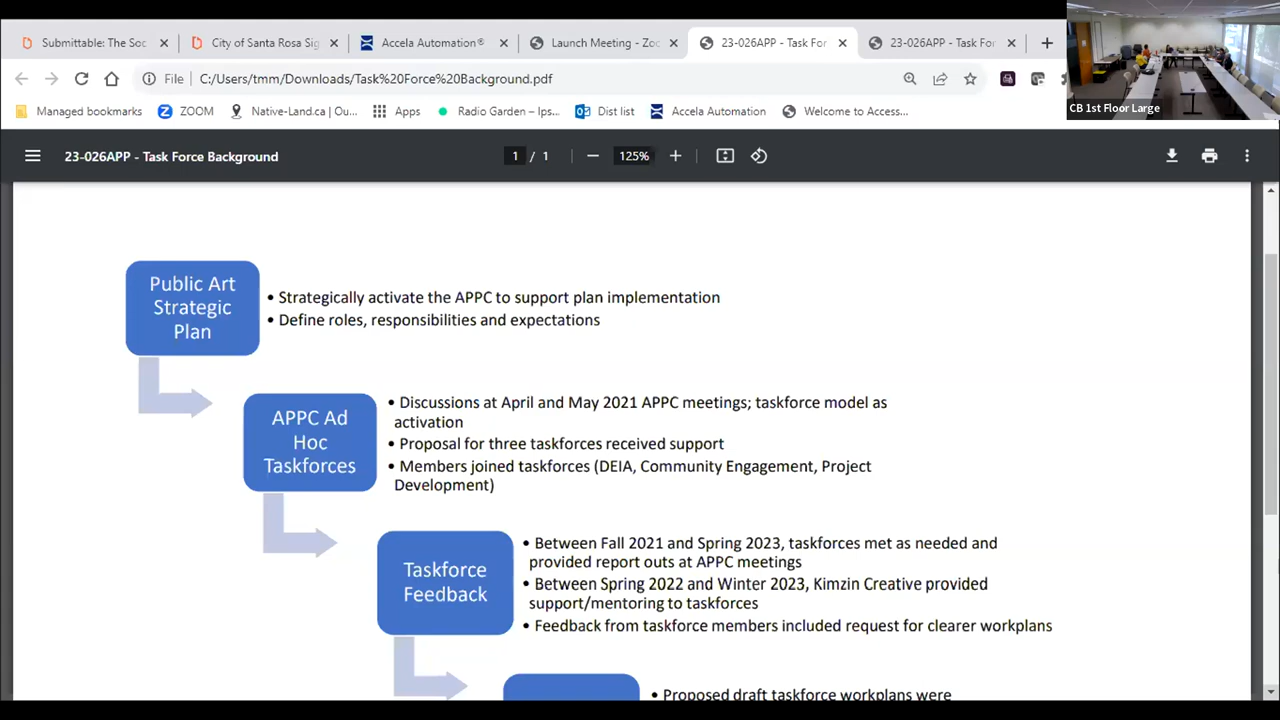 Submittable: The Soc
City of Santa Rosa Sig
Accela Automation®
Launch Meeting - Zoo
23-026APP - Task For
23-026APP - Task For
File
C:/Users/tmm/Downloads/Task%20Force%20Background.pdf
Managed bookmarks
ZOOM
Native-Land.ca | Ou...
Apps
Radio Garden – Ips...
Dist list
Accela Automation
Welcome to Access...
CB 1st Floor Large
23-026APP - Task Force Background
1 / 1
125%
Public Art
Strategic
Plan
• Strategically activate the APPC to support plan implementation
• Define roles, responsibilities and expectations
APPC Ad
Hoc
Taskforces
• Discussions at April and May 2021 APPC meetings; taskforce model as
activation
• Proposal for three taskforces received support
• Members joined taskforces (DEIA, Community Engagement, Project
Development)
Taskforce
Feedback
• Between Fall 2021 and Spring 2023, taskforces met as needed and
provided report outs at APPC meetings
• Between Spring 2022 and Winter 2023, Kimzin Creative provided
support/mentoring to taskforces
• Feedback from taskforce members included request for clearer workplans
• Proposed draft taskforce workplans were